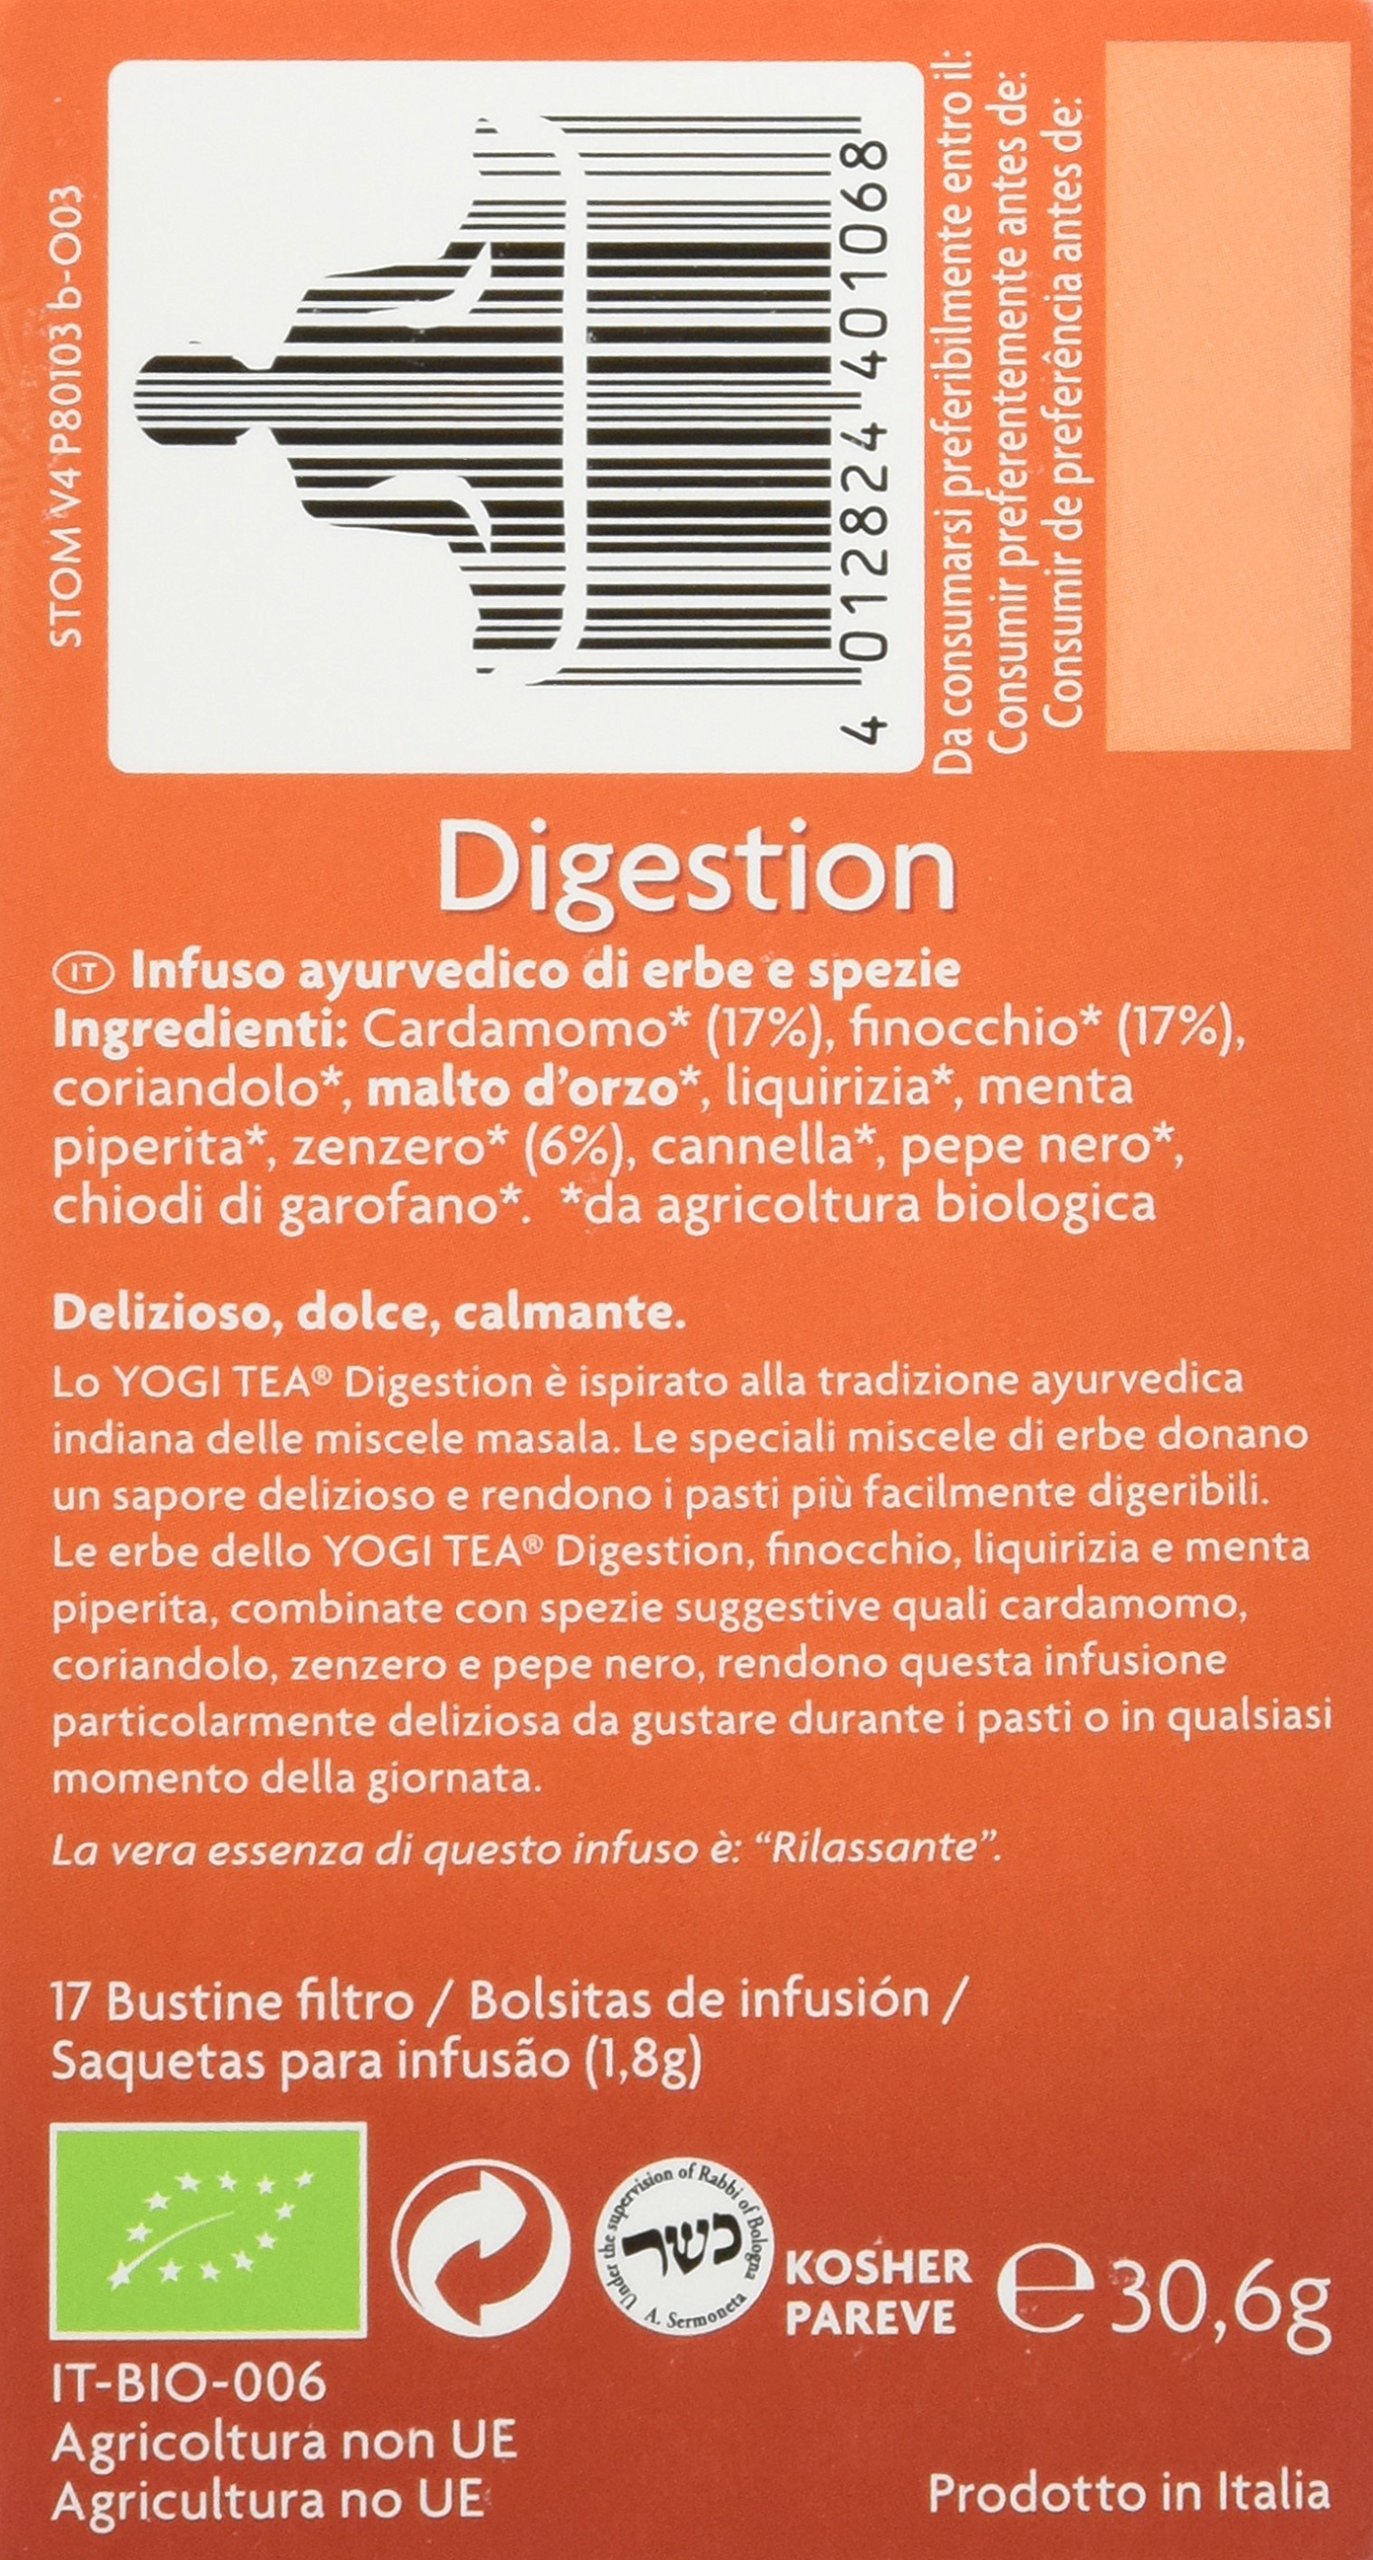 STOM V4 P80103 b-O03
4 012824 401068
Da consumarsi preferibilmente entro il:
Consumir preferentemente antes de:
Consumir de preferência antes de:
Digestion
IT Infuso ayurvedico di erbe e spezie
Ingredienti: Cardamomo* (17%), finocchio* (17%),
coriandolo*, malto d'orzo*, liquirizia*, menta
piperita*, zenzero* (6%), cannella*, pepe nero*,
chiodi di garofano*. *da agricoltura biologica
Delizioso, dolce, calmante.
Lo YOGI TEA® Digestion è ispirato alla tradizione ayurvedica
indiana delle miscele masala. Le speciali miscele di erbe donano
un sapore delizioso e rendono i pasti più facilmente digeribili.
Le erbe dello YOGI TEA® Digestion, finocchio, liquirizia e menta
piperita, combinate con spezie suggestive quali cardamomo,
coriandolo, zenzero e pepe nero, rendono questa infusione
particolarmente deliziosa da gustare durante i pasti o in qualsiasi
momento della giornata.
La vera essenza di questo infuso è: “Rilassante”.
17 Bustine filtro / Bolsitas de infusión /
Saquetas para infusão (1,8g)
Under the supervision of Rabbi of Bologna
כשר
A. Sermoneta
KOSHER
PAREVE
℮ 30,6g
IT-BIO-006
Agricoltura non UE
Agricultura no UE
Prodotto in Italia